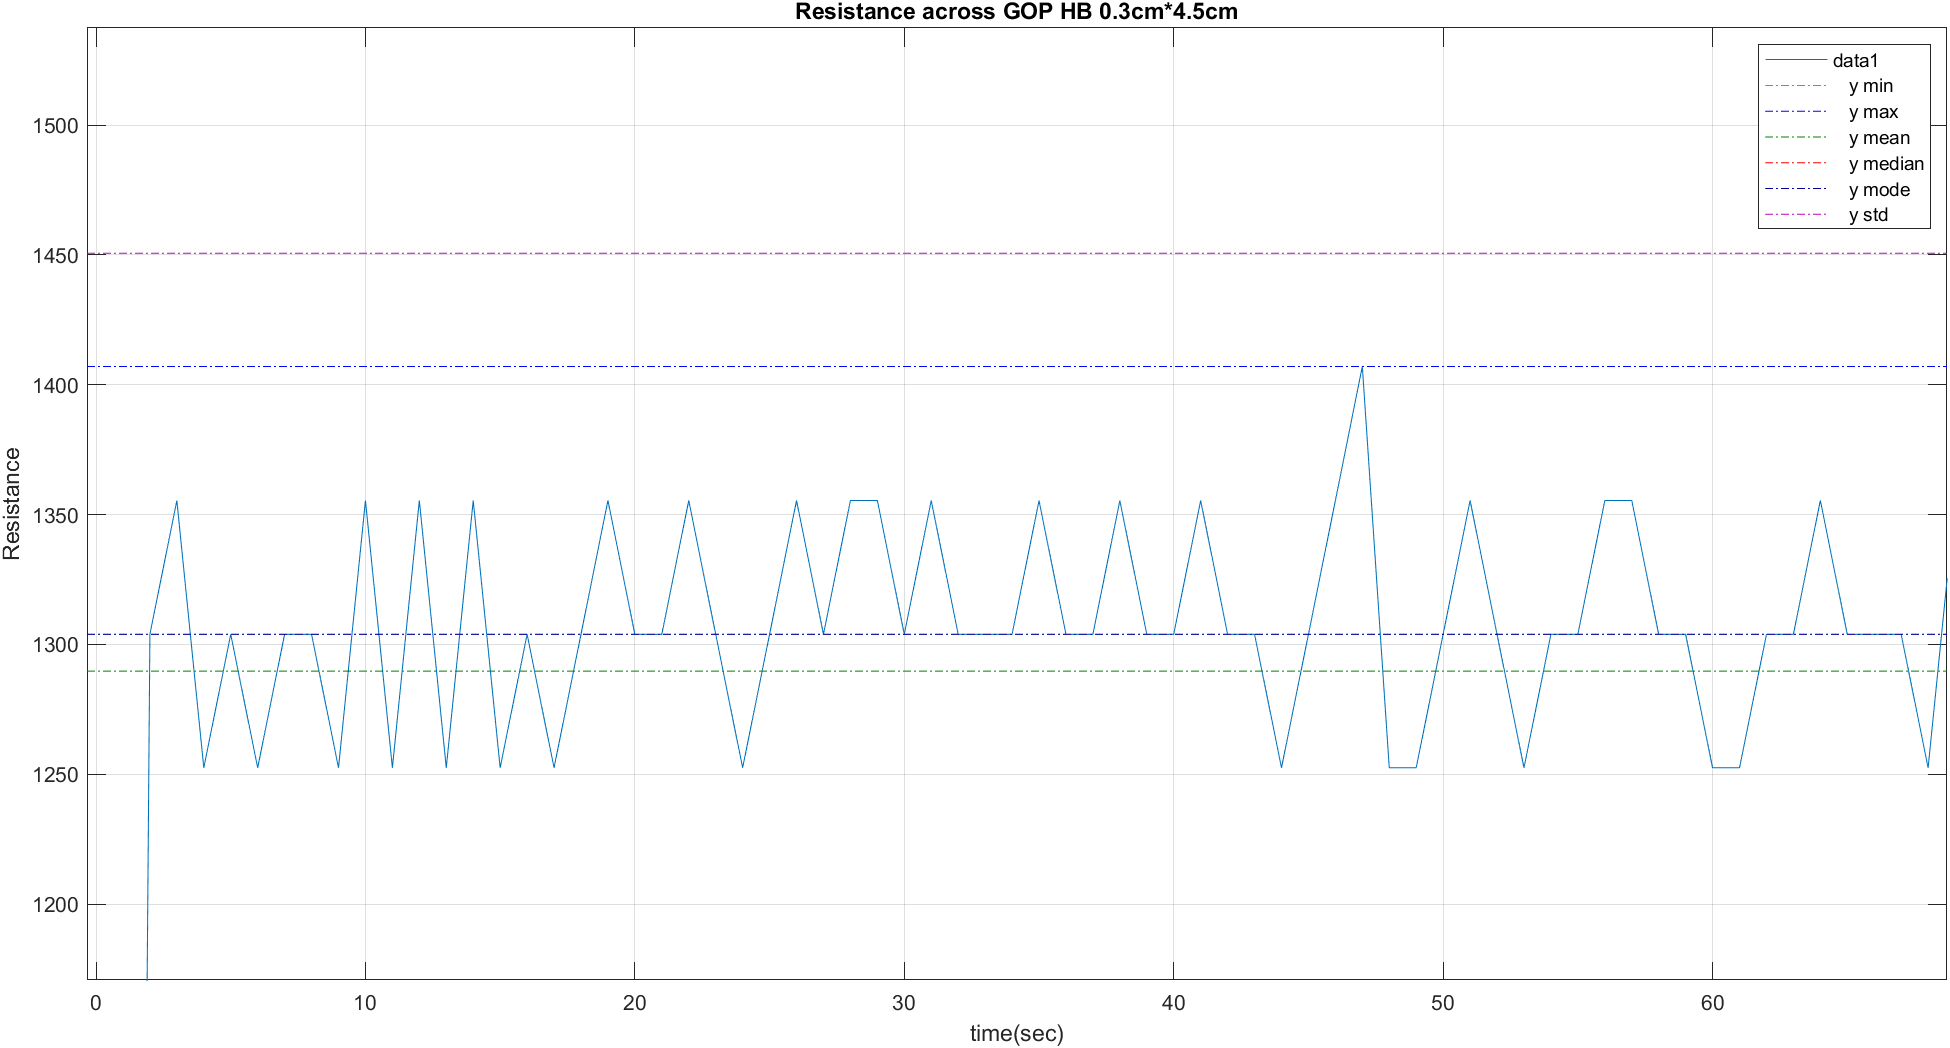 Resistance across GOP HB 0.3cm*4.5cm
data1
y min
y max
y mean
y median
y mode
y std
Resistance
1500
1450
1400
1350
1300
1250
1200
0 10 20 30 40 50 60
time(sec)